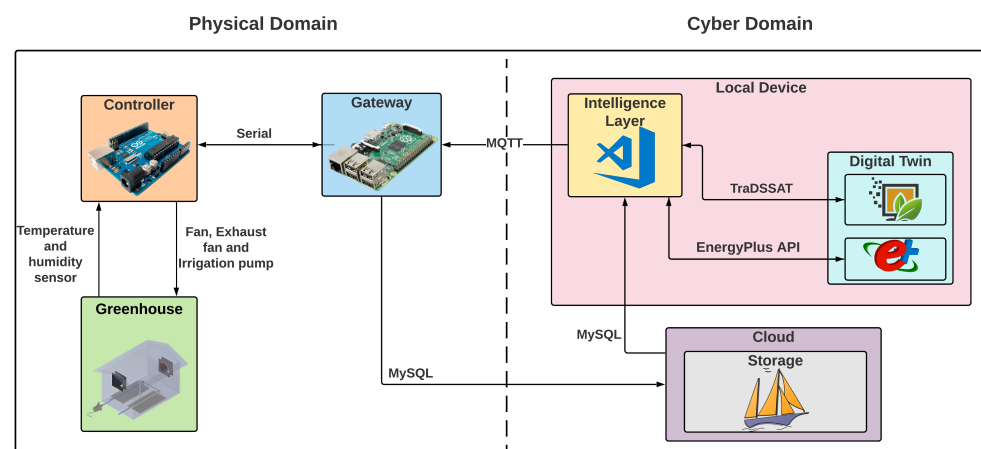 Physical Domain
Cyber Domain
Controller
Serial
Gateway
MQTT
Local Device
Intelligence
Layer
Digital Twin
TraDSSAT
EnergyPlus API
e+
Temperature
and
humidity
sensor
Fan, Exhaust
fan and
Irrigation pump
Greenhouse
MySQL
MySQL
Cloud
Storage